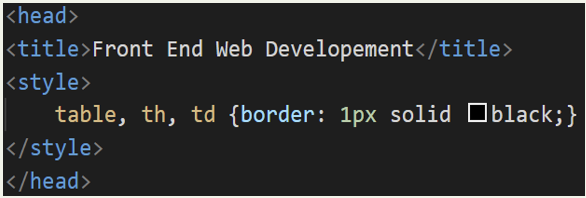 <head>
<title>Front End Web Developement</title>
<style>
table, th, td {border: 1px solid black;}
</style>
</head>